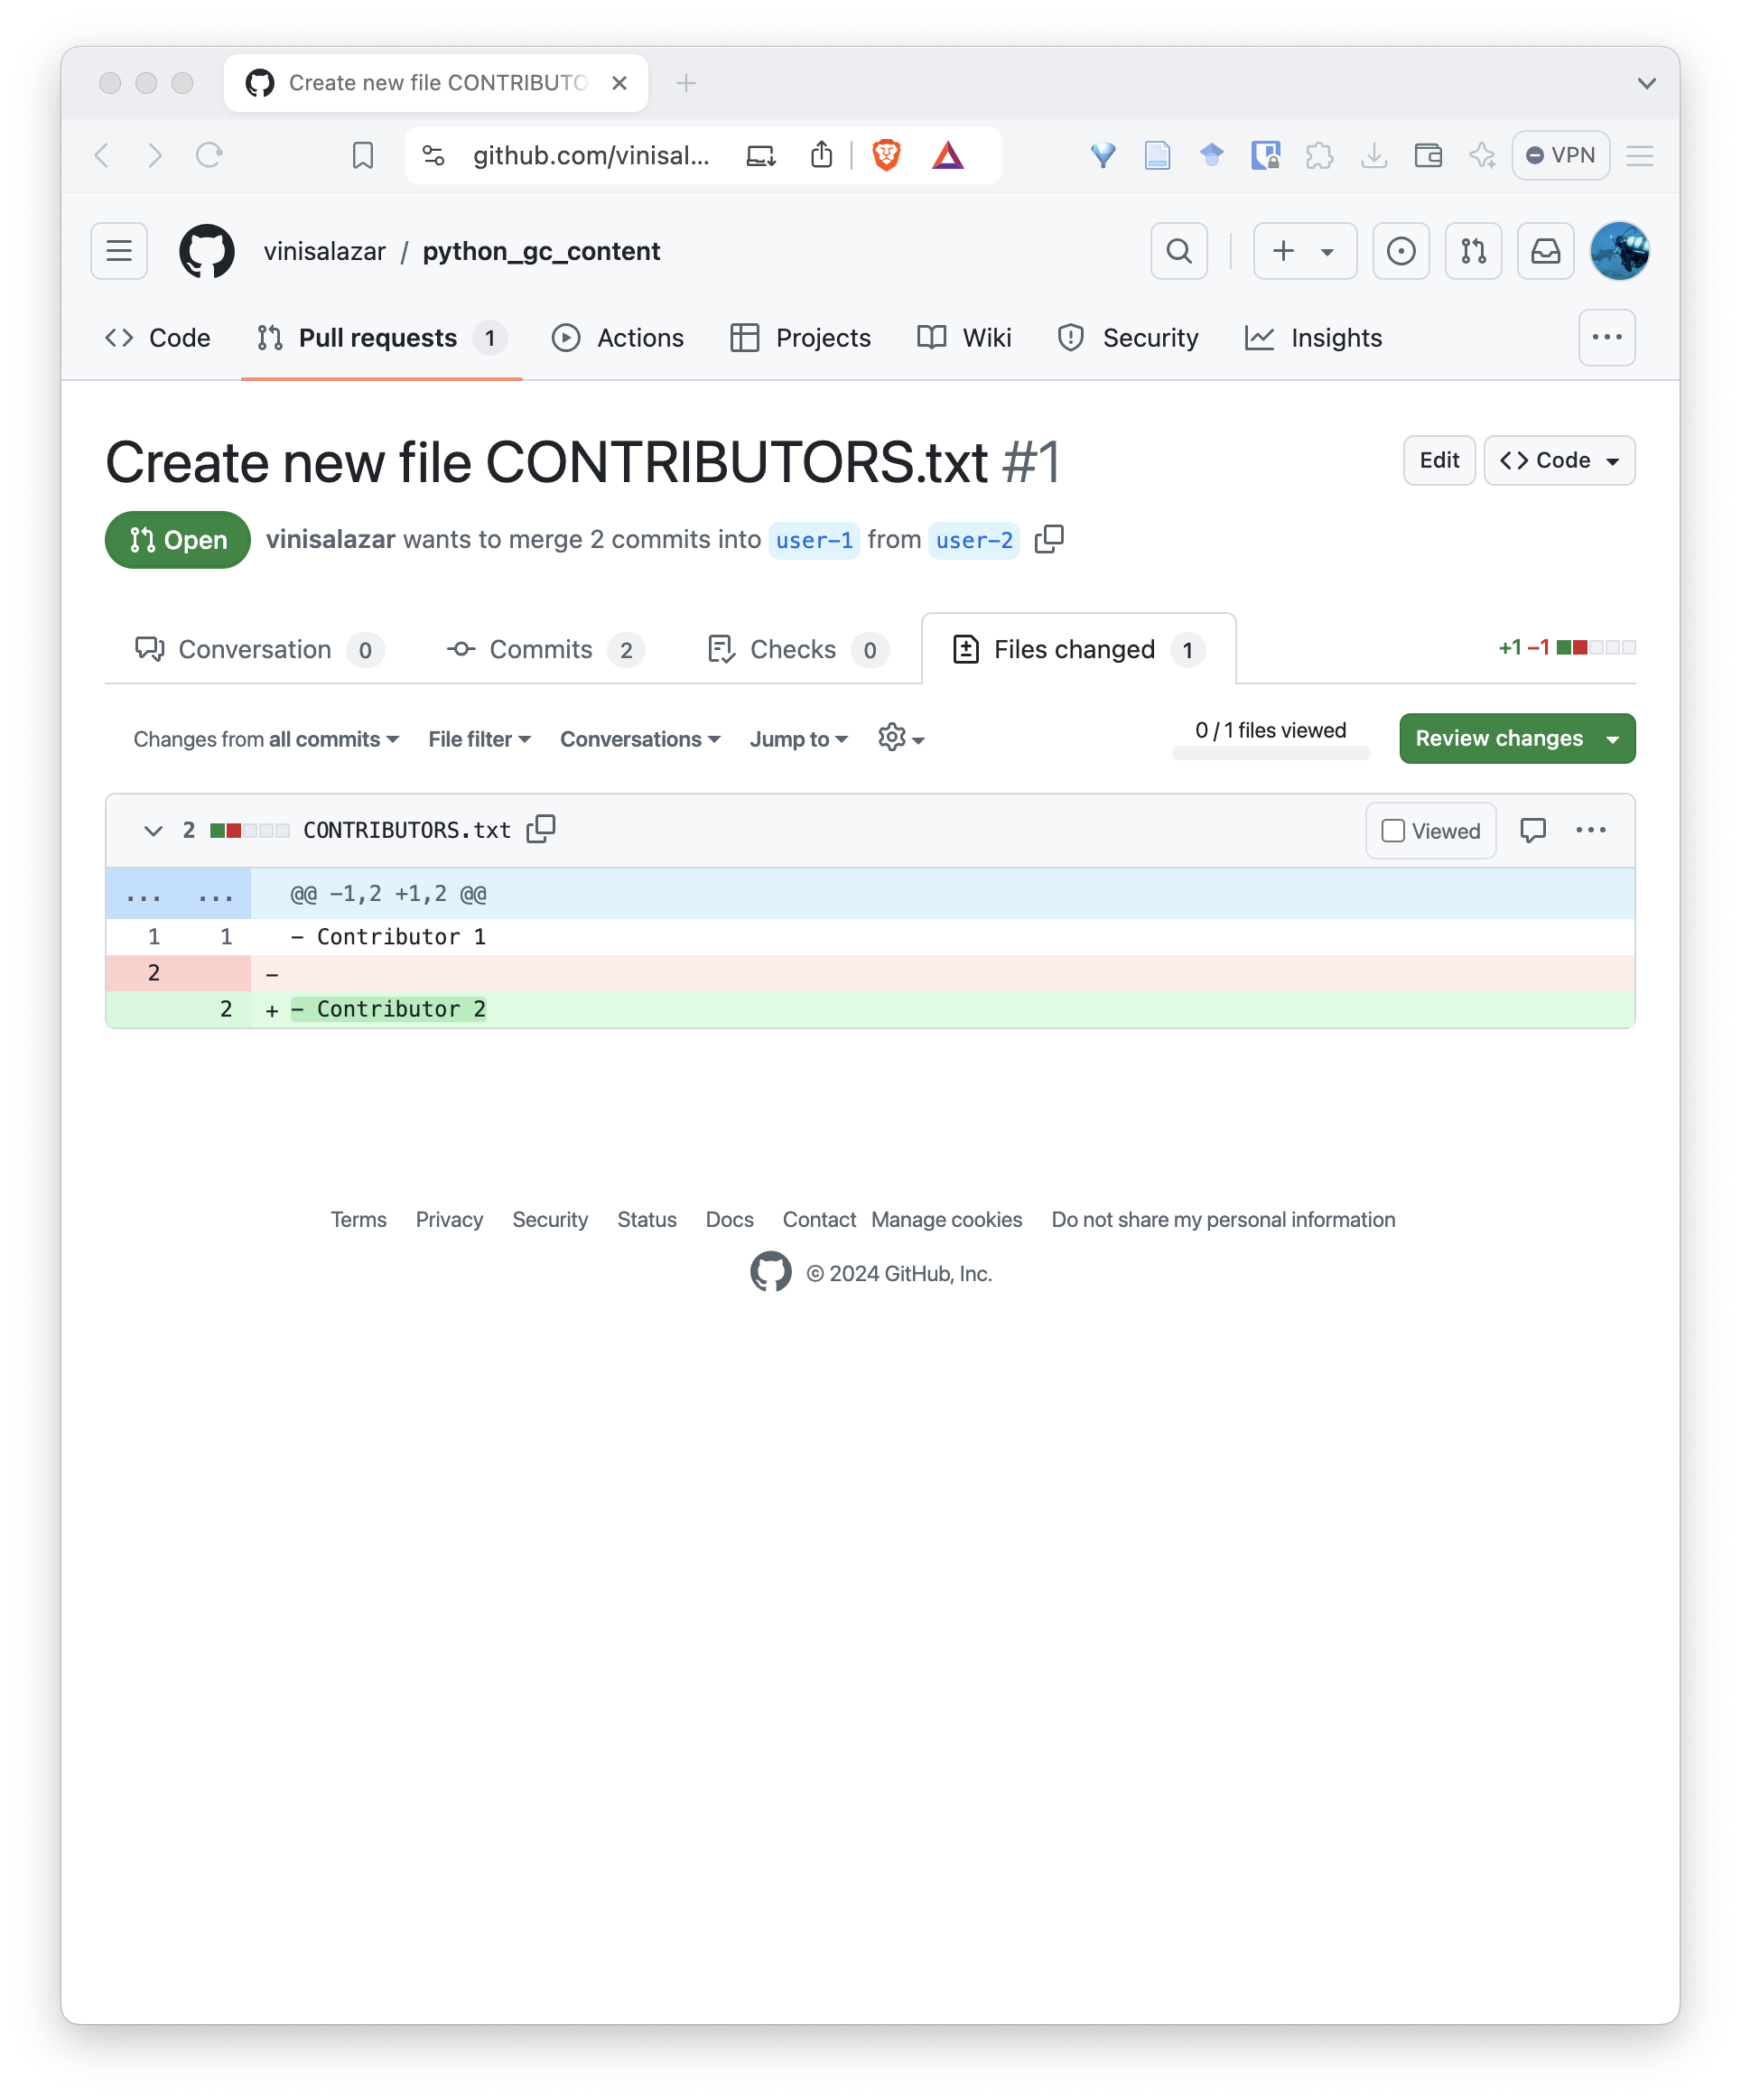 Create new file CONTRIBUTO
github.com/vinisal...
VPN
vinisalazar / python_gc_content
Code Pull requests 1 Actions Projects Wiki Security Insights
Create new file CONTRIBUTORS.txt #1
Edit
Code
Open vinisalazar wants to merge 2 commits into user-1 from user-2
Conversation 0 Commits 2 Checks 0 Files changed 1 +1 −1
Changes from all commits File filter Conversations Jump to 0 / 1 files viewed Review changes
2 CONTRIBUTORS.txt Viewed
... ... @@ -1,2 +1,2 @@
1 1 - Contributor 1
2 -
2 + - Contributor 2
Terms Privacy Security Status Docs Contact Manage cookies Do not share my personal information
© 2024 GitHub, Inc.